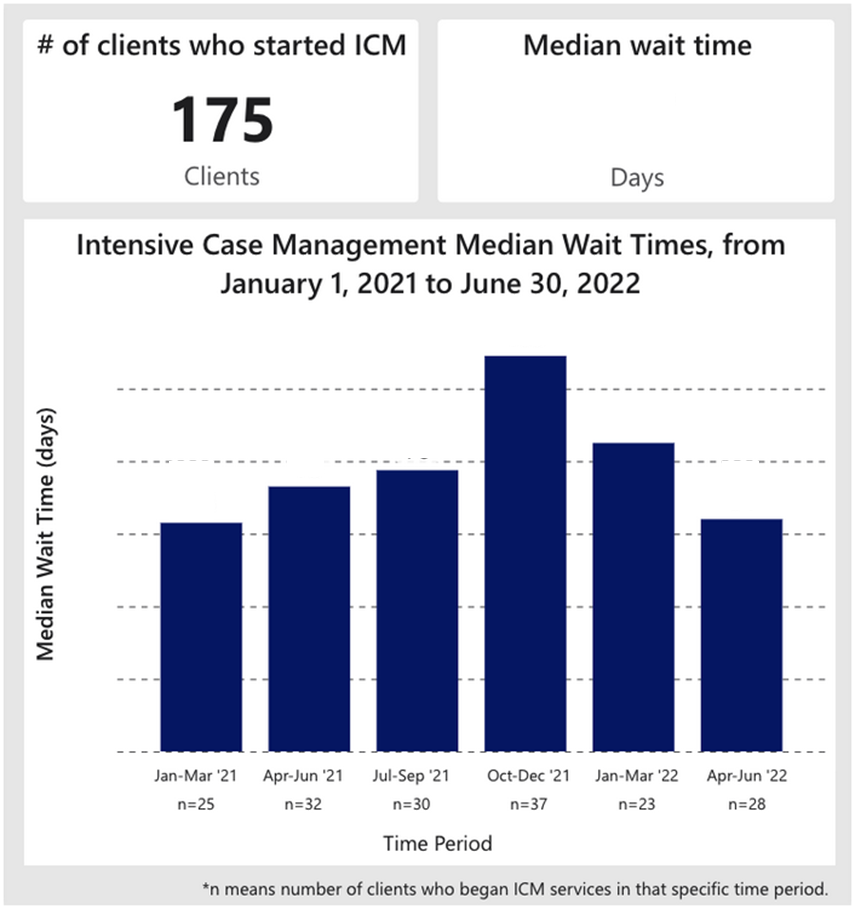 # of clients who started ICM
175
Clients
Median wait time
Days
Intensive Case Management Median Wait Times, from
January 1, 2021 to June 30, 2022
Median Wait Time (days)
Jan-Mar '21 Apr-Jun '21 Jul-Sep '21 Oct-Dec '21 Jan-Mar '22 Apr-Jun '22
n=25 n=32 n=30 n=37 n=23 n=28
Time Period
*n means number of clients who began ICM services in that specific time period.